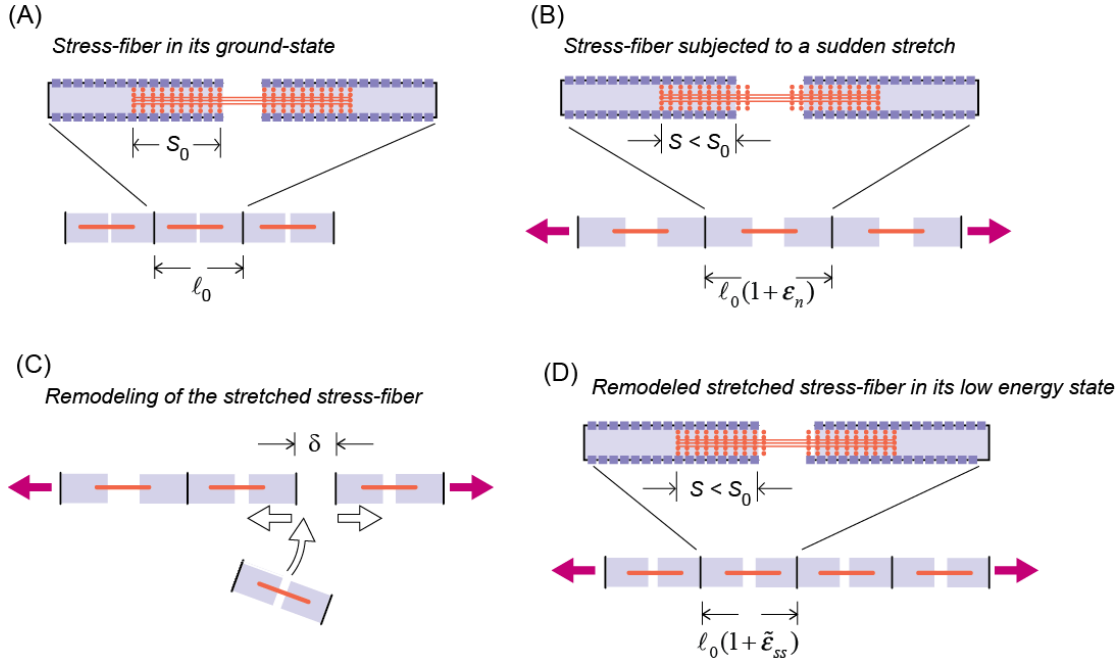 (A)
Stress-fiber in its ground-state
S₀
ℓ₀
(B)
Stress-fiber subjected to a sudden stretch
S < S₀
ℓ₀(1 + εₙ)
(C)
Remodeling of the stretched stress-fiber
δ
(D)
Remodeled stretched stress-fiber in its low energy state
S < S₀
ℓ₀(1 + ε̃ₛₛ)